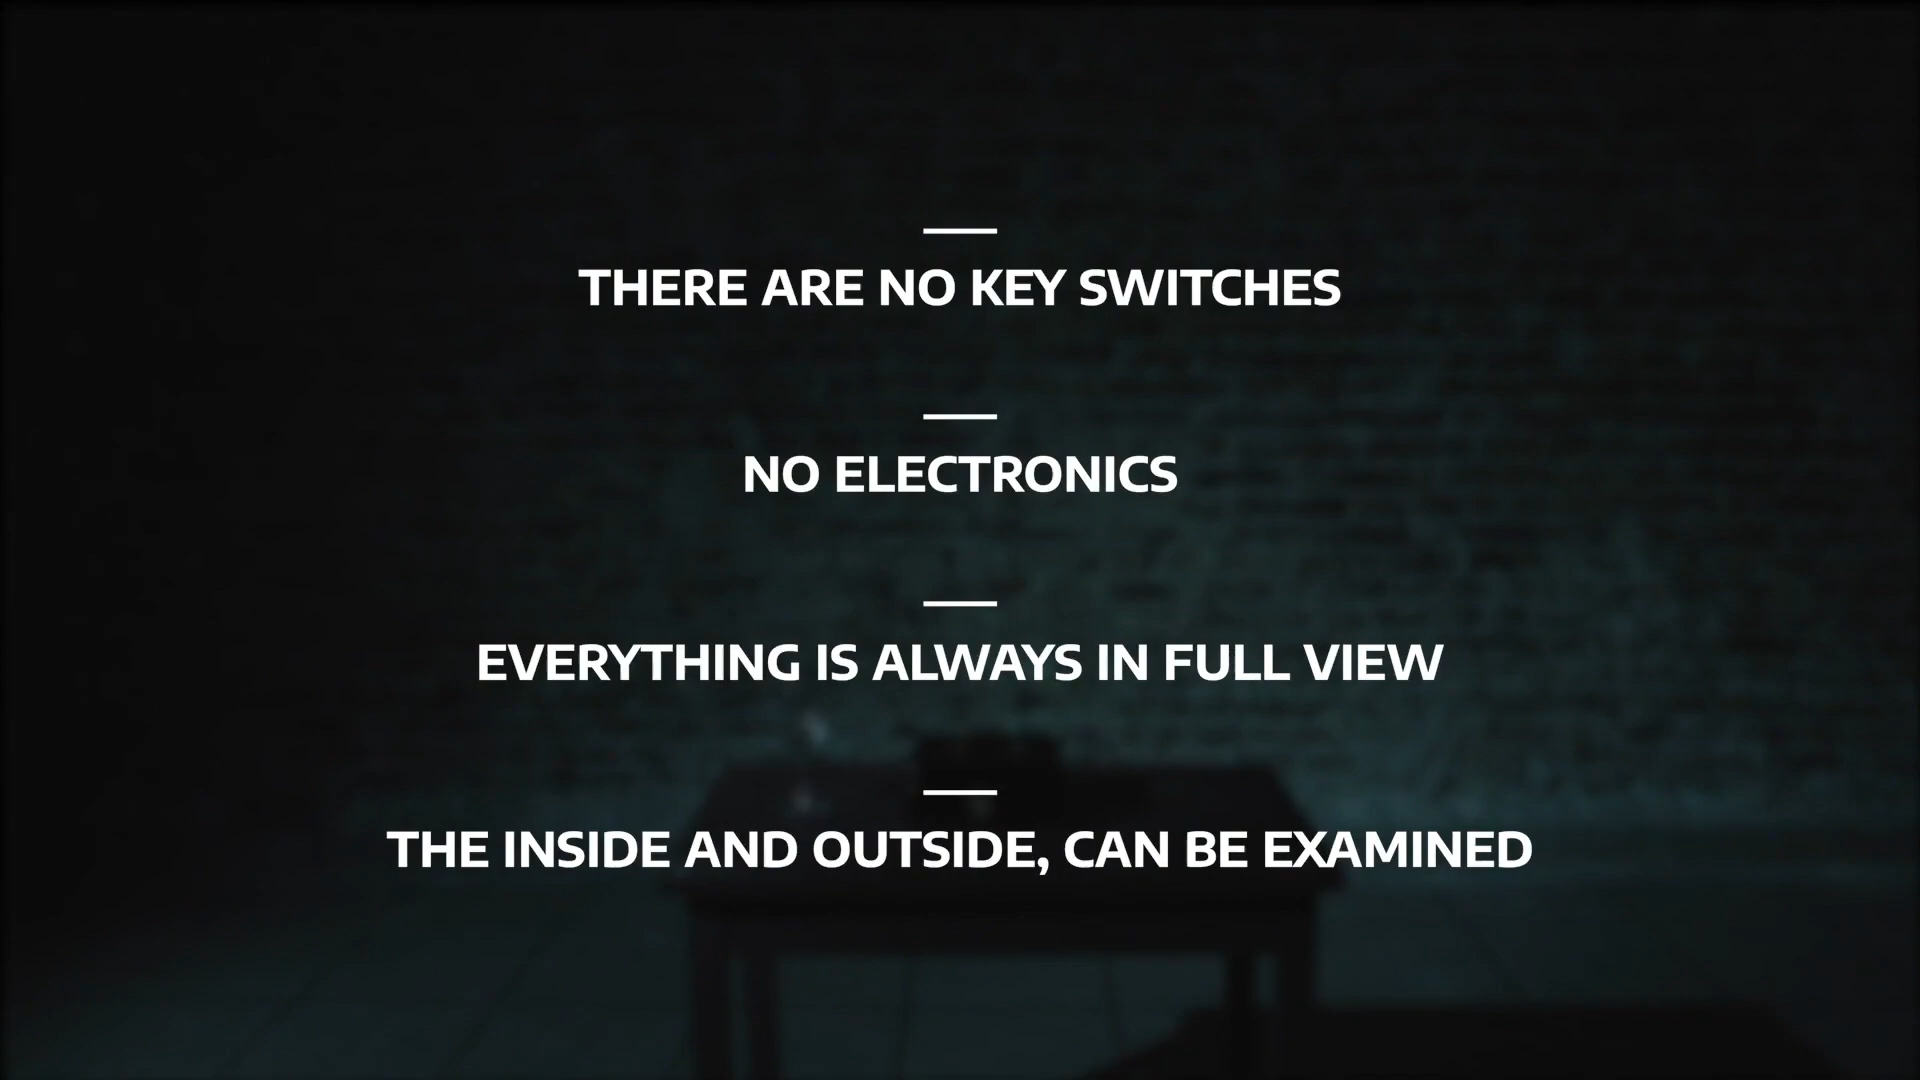 THERE ARE NO KEY SWITCHES
NO ELECTRONICS
EVERYTHING IS ALWAYS IN FULL VIEW
THE INSIDE AND OUTSIDE, CAN BE EXAMINED